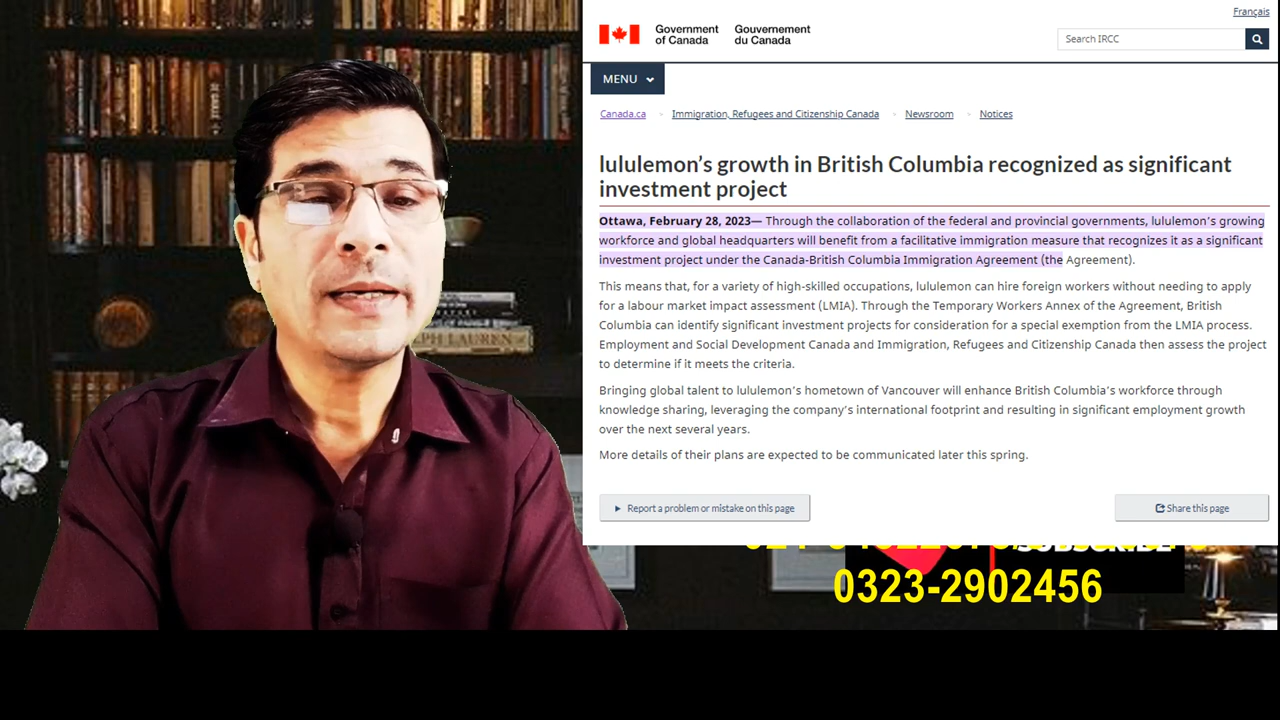 Français
Government
of Canada
Gouvernement
du Canada
Search IRCC
MENU
Canada.ca
Immigration, Refugees and Citizenship Canada
Newsroom
Notices
lululemon's growth in British Columbia recognized as significant
investment project
Ottawa, February 28, 2023— Through the collaboration of the federal and provincial governments, lululemon's growing
workforce and global headquarters will benefit from a facilitative immigration measure that recognizes it as a significant
investment project under the Canada-British Columbia Immigration Agreement (the Agreement).
This means that, for a variety of high-skilled occupations, lululemon can hire foreign workers without needing to apply
for a labour market impact assessment (LMIA). Through the Temporary Workers Annex of the Agreement, British
Columbia can identify significant investment projects for consideration for a special exemption from the LMIA process.
Employment and Social Development Canada and Immigration, Refugees and Citizenship Canada then assess the project
to determine if it meets the criteria.
Bringing global talent to lululemon's hometown of Vancouver will enhance British Columbia's workforce through
knowledge sharing, leveraging the company's international footprint and resulting in significant employment growth
over the next several years.
More details of their plans are expected to be communicated later this spring.
Report a problem or mistake on this page
Share this page
RALPH LAUREN
SUBSCRIBE
0323-2902456